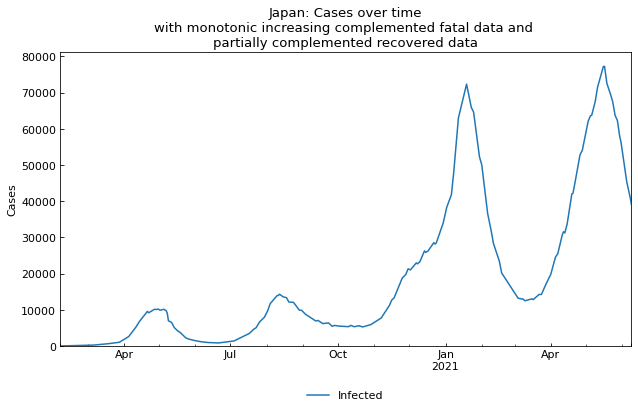 Japan: Cases over time
with monotonic increasing complemented fatal data and
partially complemented recovered data
80000
70000
60000
50000
40000
30000
20000
10000
0
Cases
Apr
Jul
Oct
Jan
2021
Apr
Infected